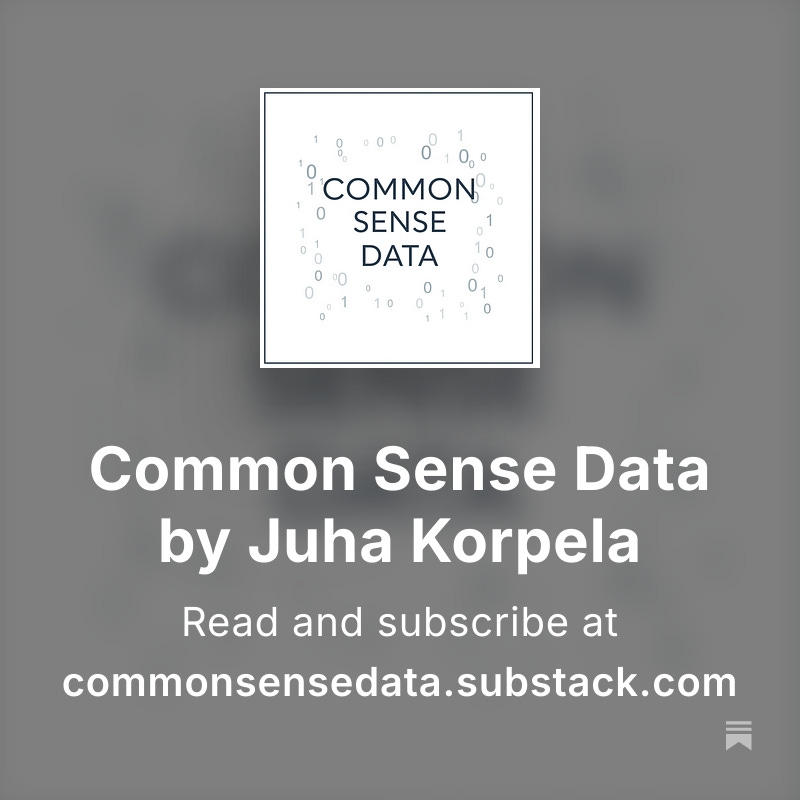 COMMON
SENSE
DATA
Common Sense Data
by Juha Korpela
Read and subscribe at
commonsensedata.substack.com